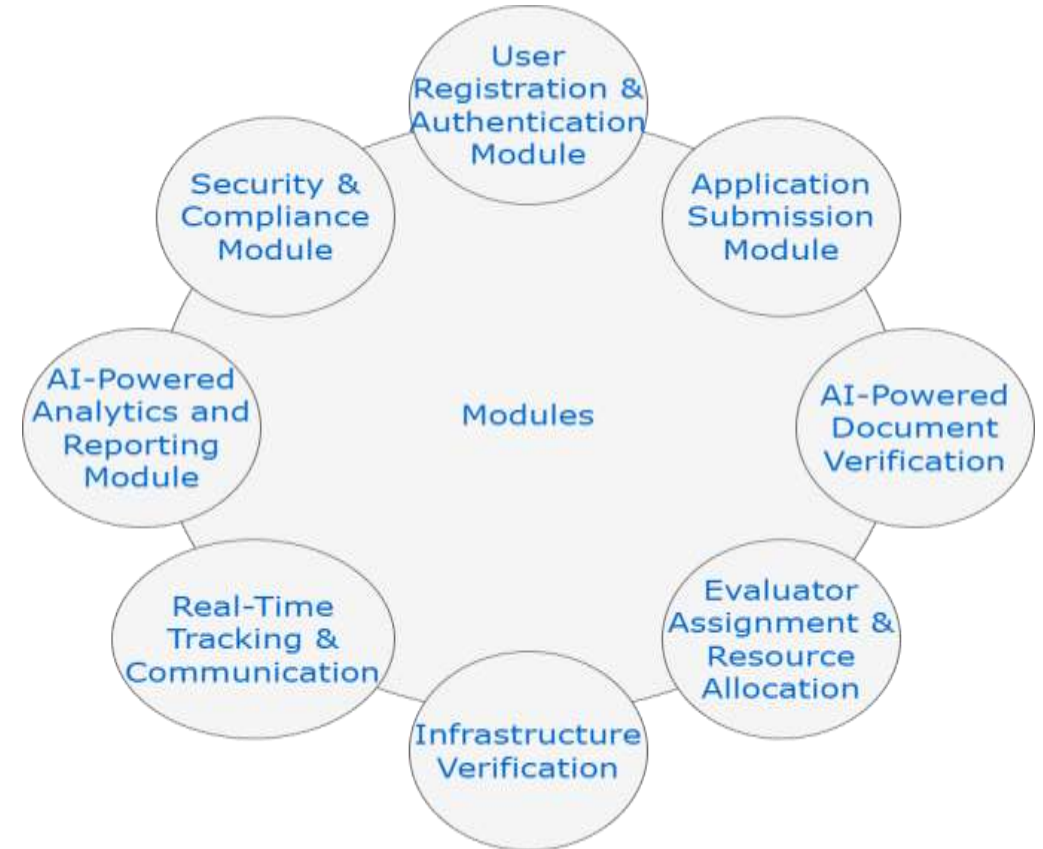 User
Registration &
Authentication
Module
Application
Submission
Module
AI-Powered
Document
Verification
Evaluator
Assignment &
Resource
Allocation
Infrastructure
Verification
Real-Time
Tracking &
Communication
AI-Powered
Analytics and
Reporting
Module
Security &
Compliance
Module
Modules